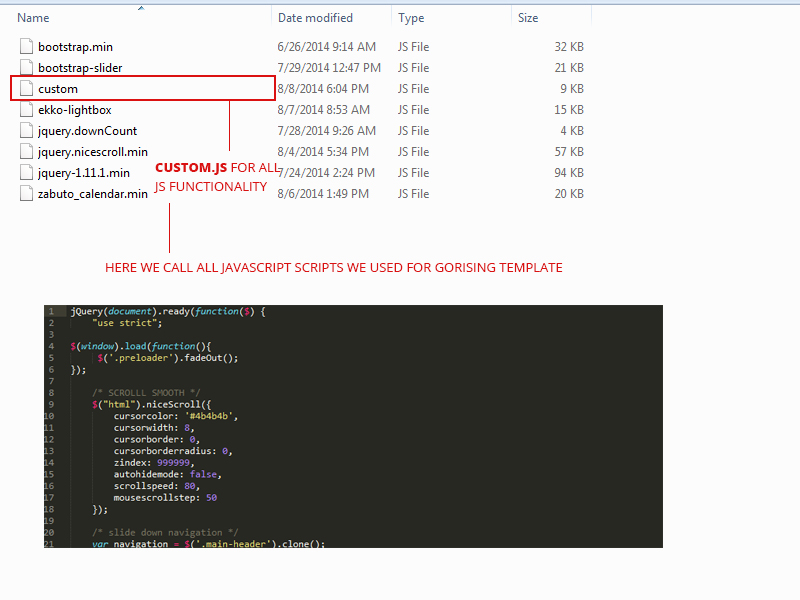 Name Date modified Type Size
bootstrap.min 6/26/2014 9:14 AM JS File 32 KB
bootstrap-slider 7/29/2014 12:47 PM JS File 21 KB
custom 8/8/2014 6:04 PM JS File 9 KB
ekko-lightbox 8/7/2014 8:53 AM JS File 15 KB
jquery.downCount 7/28/2014 9:26 AM JS File 4 KB
jquery.nicescroll.min 8/4/2014 5:34 PM JS File 57 KB
jquery-1.11.1.min 7/24/2014 2:24 PM JS File 94 KB
zabuto_calendar.min 8/6/2014 1:49 PM JS File 20 KB
CUSTOM.JS FOR ALL
JS FUNCTIONALITY
HERE WE CALL ALL JAVASCRIPT SCRIPTS WE USED FOR GORISING TEMPLATE
1 jQuery(document).ready(function($) {
2 "use strict";
3
4 $(window).load(function(){
5 $('.preloader').fadeOut();
6 });
7
8 /* SCROLLL SMOOTH */
9 $("html").niceScroll({
10 cursorcolor: '#4b4b4b',
11 cursorwidth: 8,
12 cursorborder: 0,
13 cursorborderradius: 0,
14 zindex: 999999,
15 autohidemode: false,
16 scrollspeed: 80,
17 mousescrollstep: 50
18 });
19
20 /* slide down navigation */
21 var navigation = $('.main-header').clone();